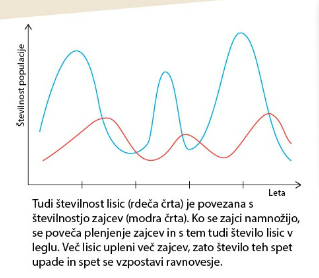 Številnost populacije
Leta
Tudi številnost lisic (rdeča črta) je povezana s
številnostjo zajcev (modra črta). Ko se zajci namnožijo,
se poveča plenjenje zajcev in s tem tudi število lisic v
leglu. Več lisic upleni več zajcev, zato število teh spet
upade in spet se vzpostavi ravnovesje.